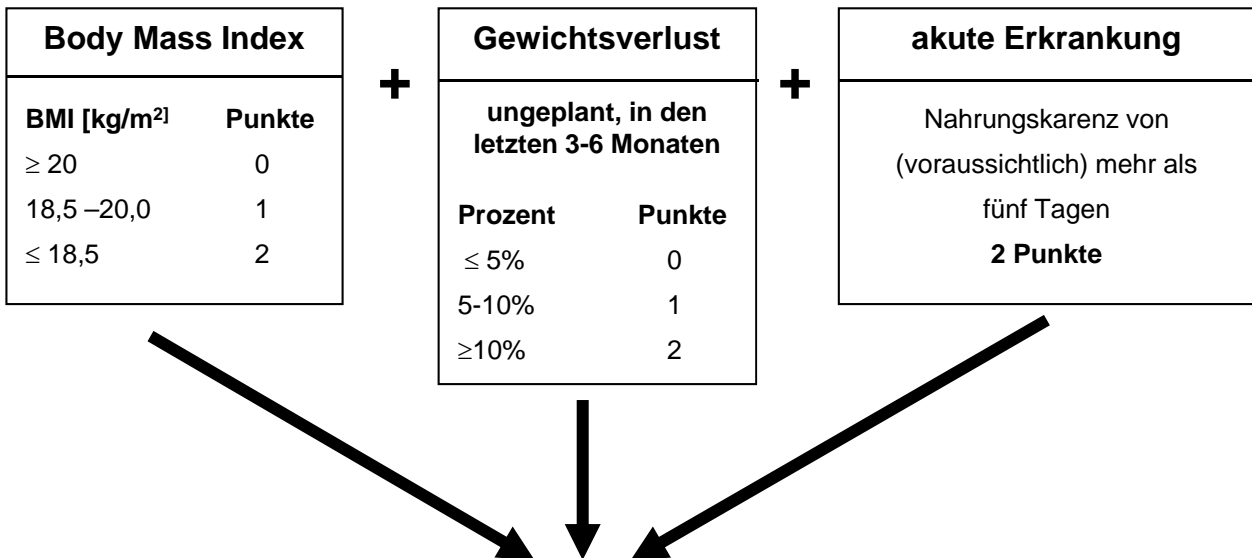 Body Mass Index
BMI [kg/m²] Punkte
≥ 20 0
18,5 –20,0 1
≤ 18,5 2
+
Gewichtsverlust
ungeplant, in den
letzten 3-6 Monaten
Prozent Punkte
≤ 5% 0
5-10% 1
≥10% 2
+
akute Erkrankung
Nahrungskarenz von
(voraussichtlich) mehr als
fünf Tagen
2 Punkte